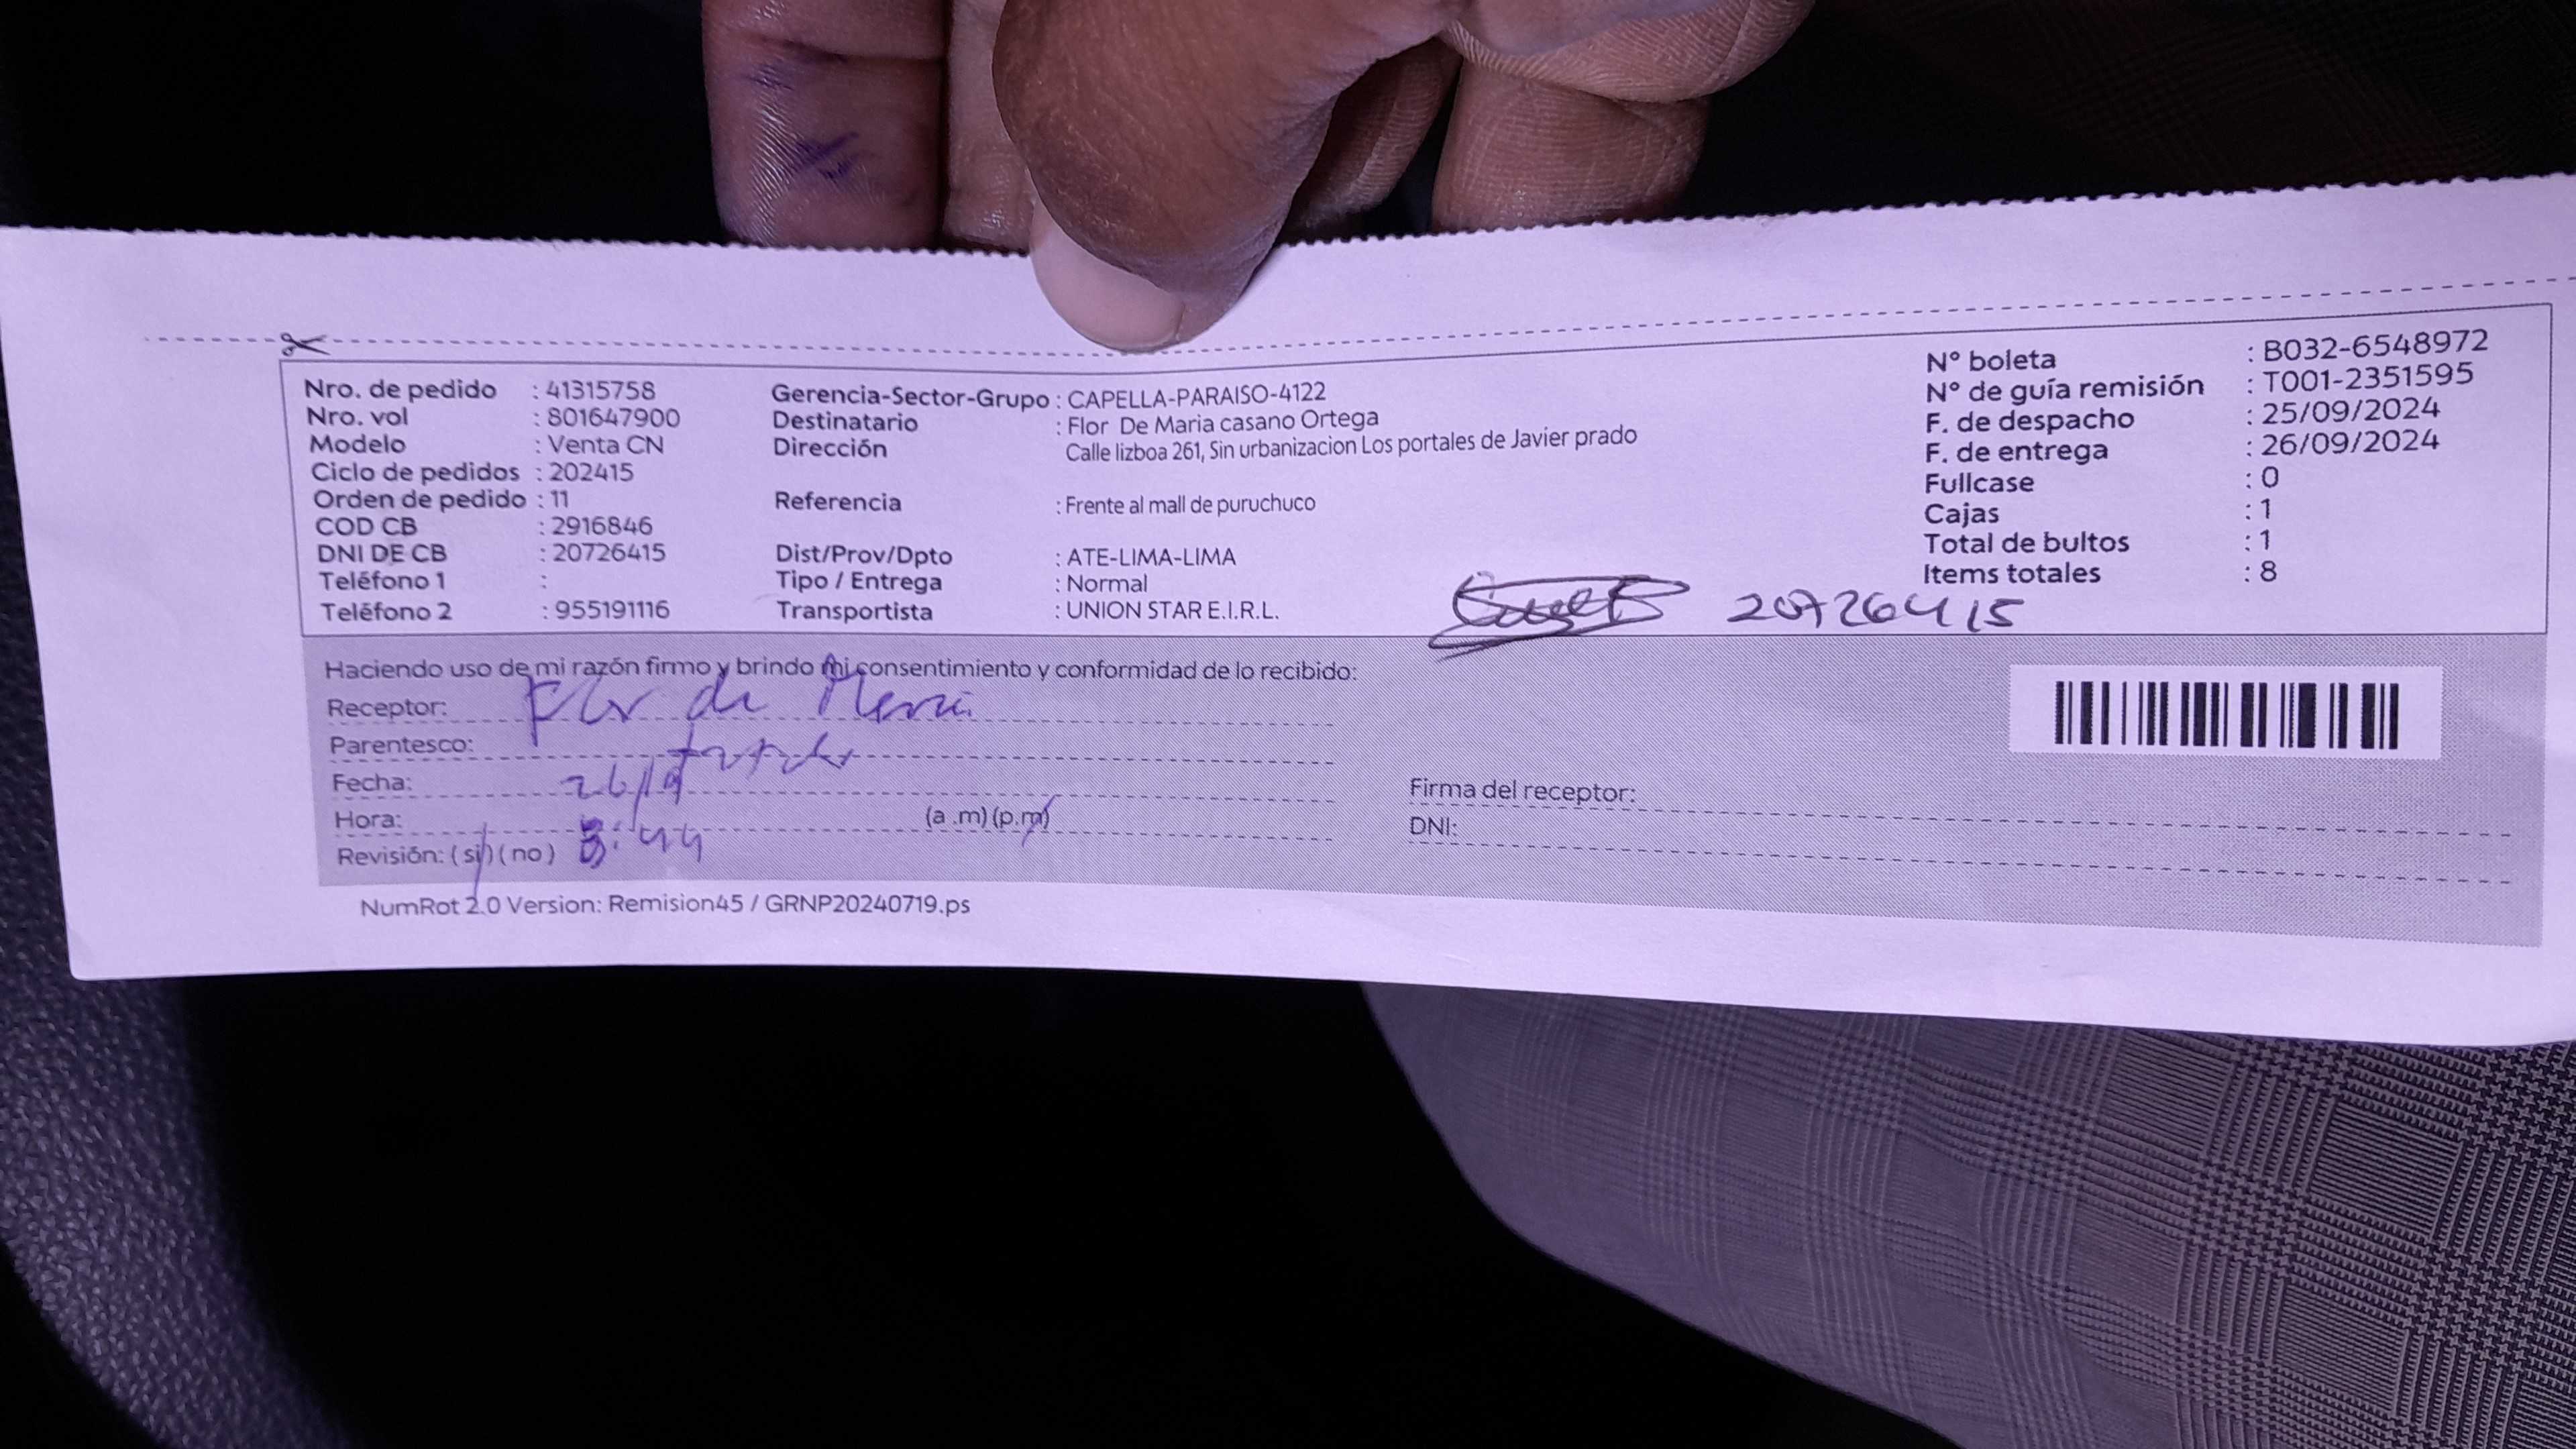 Nro. de pedido : 41315758
Nro. vol : 801647900
Modelo : Venta CN
Ciclo de pedidos : 202415
Orden de pedido : 11
COD CB : 2916846
DNI DE CB : 20726415
Teléfono 1 :
Teléfono 2 : 955191116
Gerencia-Sector-Grupo : CAPELLA-PARAISO-4122
Destinatario : Flor De Maria casano Ortega
Dirección Calle lizboa 261, Sin urbanizacion Los portales de Javier prado
Referencia : Frente al mall de puruchuco
Dist/Prov/Dpto : ATE-LIMA-LIMA
Tipo / Entrega : Normal
Transportista : UNION STAR E.I.R.L.
N° boleta : B032-6548972
N° de guía remisión : T001-2351595
F. de despacho : 25/09/2024
F. de entrega : 26/09/2024
Fullcase : 0
Cajas : 1
Total de bultos : 1
Items totales : 8
20726415
Haciendo uso de mi razón firmo y brindo mi consentimiento y conformidad de lo recibido:
Receptor: Flor de Maria
Parentesco:
Fecha: 26/9
Hora: (a .m) (p.m)
Revisión: ( si ) ( no ) 3:44
Firma del receptor:
DNI:
NumRot 2.0 Version: Remision45 / GRNP20240719.ps